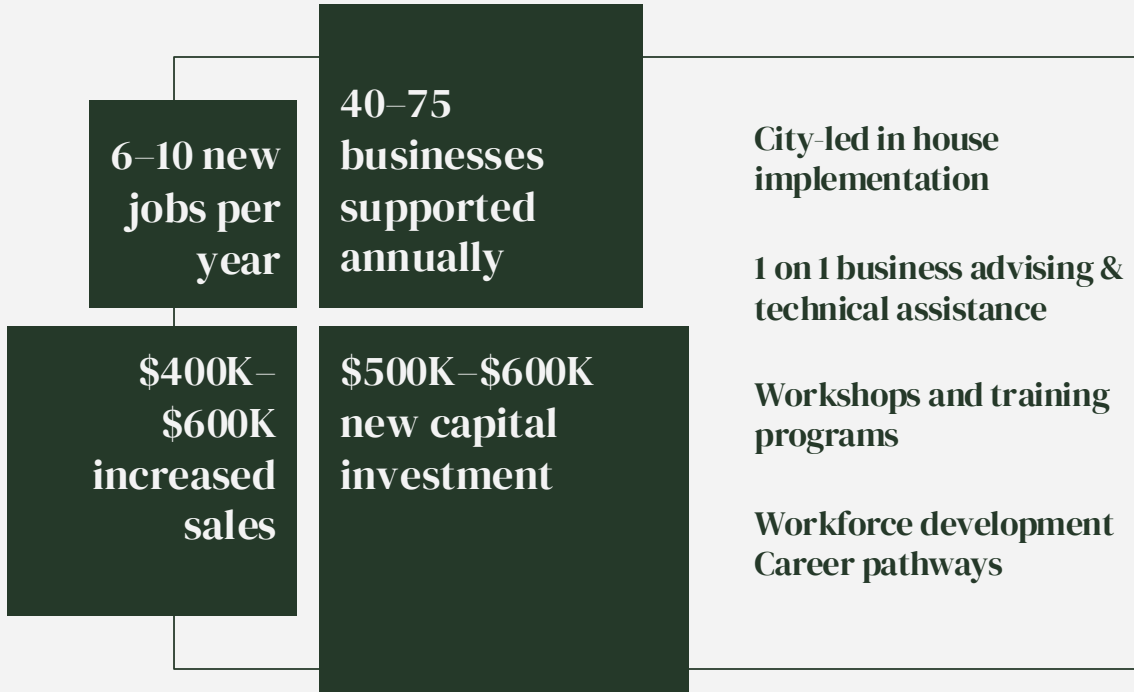 6–10 new
jobs per
year
40–75
businesses
supported
annually
$400K–
$600K
increased
sales
$500K–$600K
new capital
investment
City-led in house
implementation
1 on 1 business advising &
technical assistance
Workshops and training
programs
Workforce development
Career pathways